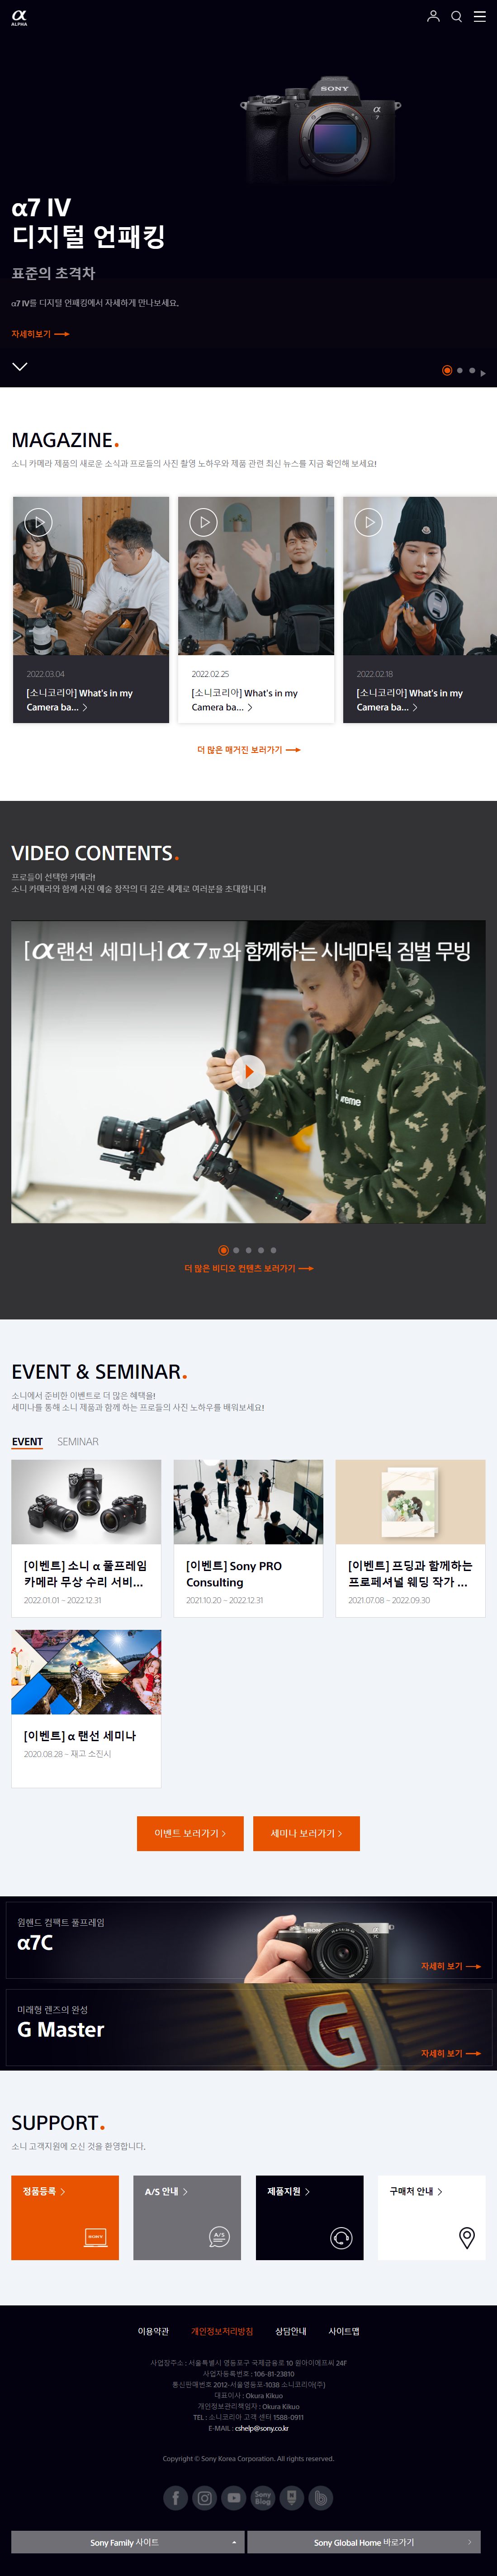 α
ALPHA
SONY
α
7
α7 IV
디지털 언패킹
표준의 초격차
α7 IV를 디지털 언패킹에서 자세하게 만나보세요.
자세히보기
MAGAZINE.
소니 카메라 제품의 새로운 소식과 프로들의 사진 촬영 노하우와 제품 관련 최신 뉴스를 지금 확인해 보세요!
2022.03.04
[소니코리아] What's in my
Camera ba...
2022.02.25
[소니코리아] What's in my
Camera ba...
2022.02.18
[소니코리아] What's in my
Camera ba...
더 많은 매거진 보러가기
VIDEO CONTENTS.
프로들이 선택한 카메라!
소니 카메라와 함께 사진 예술 창작의 더 깊은 세계로 여러분을 초대합니다!
[α랜선 세미나] α7Ⅳ와 함께하는 시네마틱 짐벌 무빙
reme
더 많은 비디오 컨텐츠 보러가기
EVENT & SEMINAR.
소니에서 준비한 이벤트로 더 많은 혜택을!
세미나를 통해 소니 제품과 함께 하는 프로들의 사진 노하우를 배워보세요!
EVENT SEMINAR
[이벤트] 소니 α 풀프레임
카메라 무상 수리 서비...
2022.01.01 ~ 2022.12.31
[이벤트] Sony PRO
Consulting
2021.10.20 ~ 2022.12.31
[이벤트] 프딩과 함께하는
프로페셔널 웨딩 작가 ...
2021.07.08 ~ 2022.09.30
[이벤트] α 랜선 세미나
2020.08.28 ~ 재고 소진시
이벤트 보러가기
세미나 보러가기
원핸드 컴팩트 풀프레임
α7C
SONY
자세히 보기
미래형 렌즈의 완성
G Master
G
자세히 보기
SUPPORT.
소니 고객지원에 오신 것을 환영합니다.
정품등록
SONY
A/S 안내
A/S
제품지원
구매처 안내
이용약관 개인정보처리방침 상담안내 사이트맵
사업장주소 : 서울특별시 영등포구 국제금융로 10 원아이에프씨 24F
사업자등록번호 : 106-81-23810
통신판매번호 2012-서울영등포-1038 소니코리아(주)
대표이사 : Okura Kikuo
개인정보관리책임자 : Okura Kikuo
TEL : 소니코리아 고객 센터 1588-0911
E-MAIL : cshelp@sony.co.kr
Copyright © Sony Korea Corporation. All rights reserved.
Sony
Blog
Sony Family 사이트
Sony Global Home 바로가기